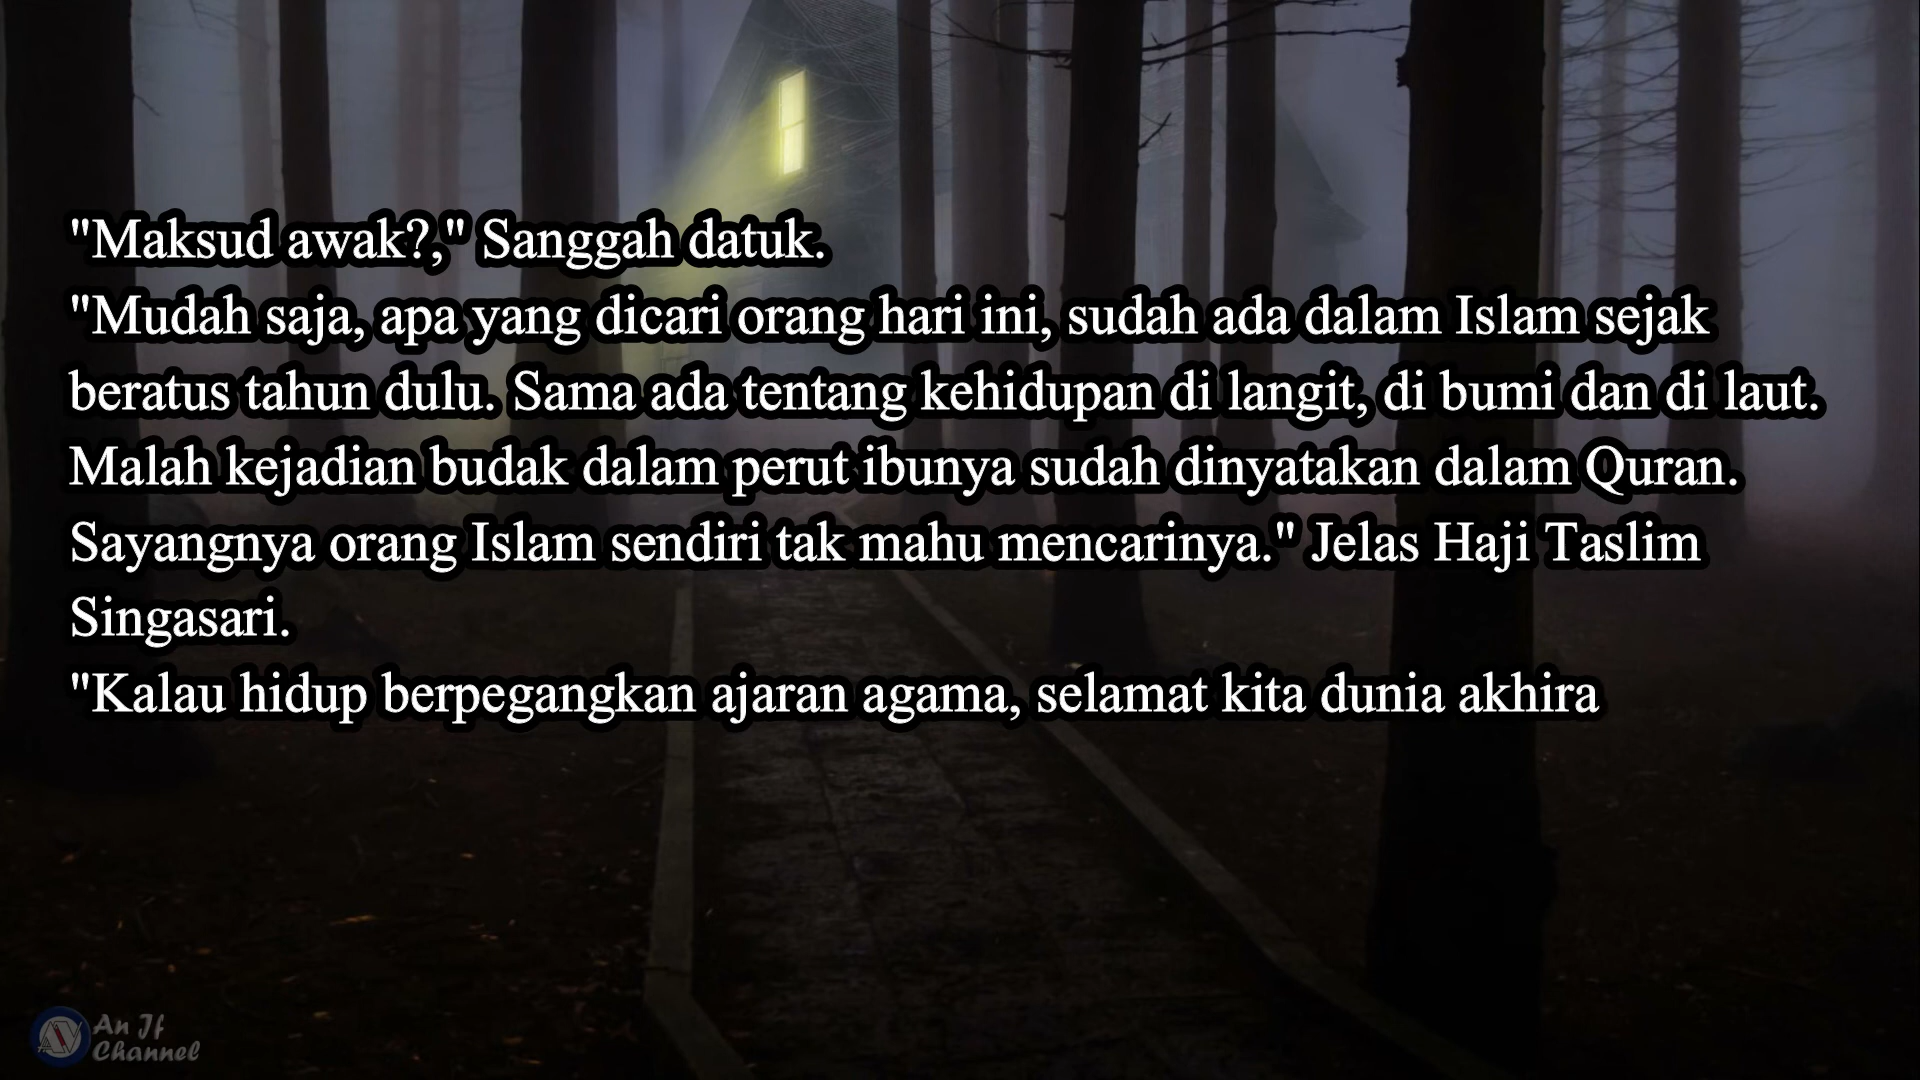 "Maksud awak?," Sanggah datuk.
"Mudah saja, apa yang dicari orang hari ini, sudah ada dalam Islam sejak
beratus tahun dulu. Sama ada tentang kehidupan di langit, di bumi dan di laut.
Malah kejadian budak dalam perut ibunya sudah dinyatakan dalam Quran.
Sayangnya orang Islam sendiri tak mahu mencarinya." Jelas Haji Taslim
Singasari.
"Kalau hidup berpegangkan ajaran agama, selamat kita dunia akhira
An If
Channel